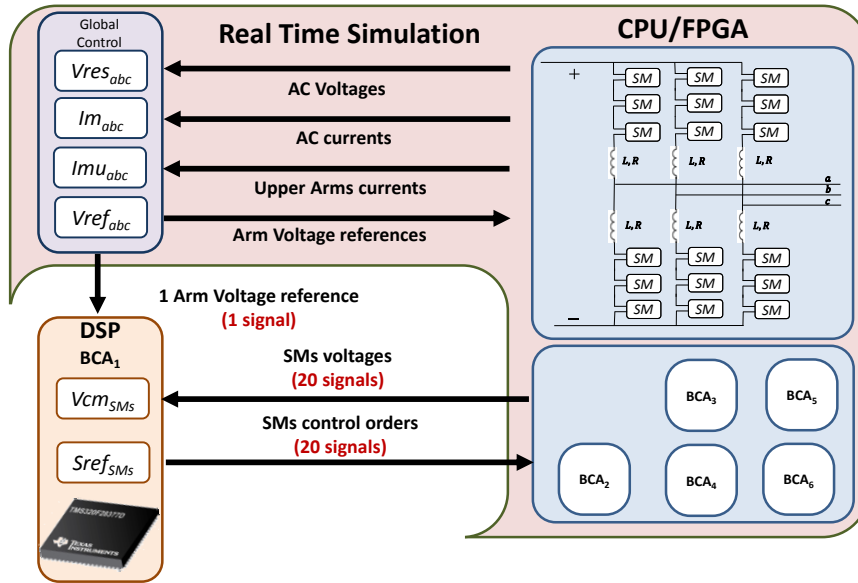 Global
Control
Real Time Simulation
CPU/FPGA
Vres_abc
AC Voltages
Im_abc
AC currents
Imu_abc
Upper Arms currents
Vref_abc
Arm Voltage references
+
SM SM SM
SM SM SM
SM SM SM
L,R L,R L,R
a
b
c
L,R L,R L,R
SM SM SM
SM SM SM
SM SM SM
−
1 Arm Voltage reference
(1 signal)
DSP
BCA1
SMs voltages
(20 signals)
Vcm_SMs
SMs control orders
(20 signals)
Sref_SMs
BCA3 BCA5
BCA2 BCA4 BCA6
TMS320F28377D
TEXAS
INSTRUMENTS